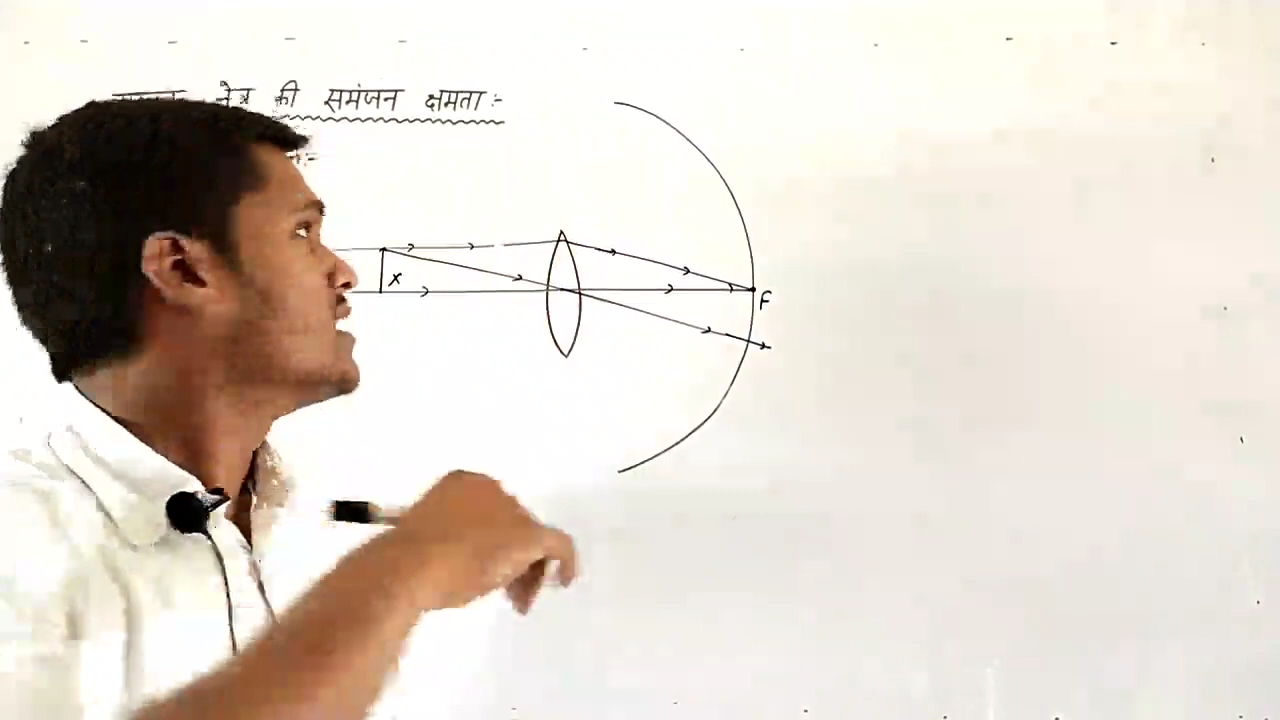 नेत्र की समंजन क्षमता :-
x
F